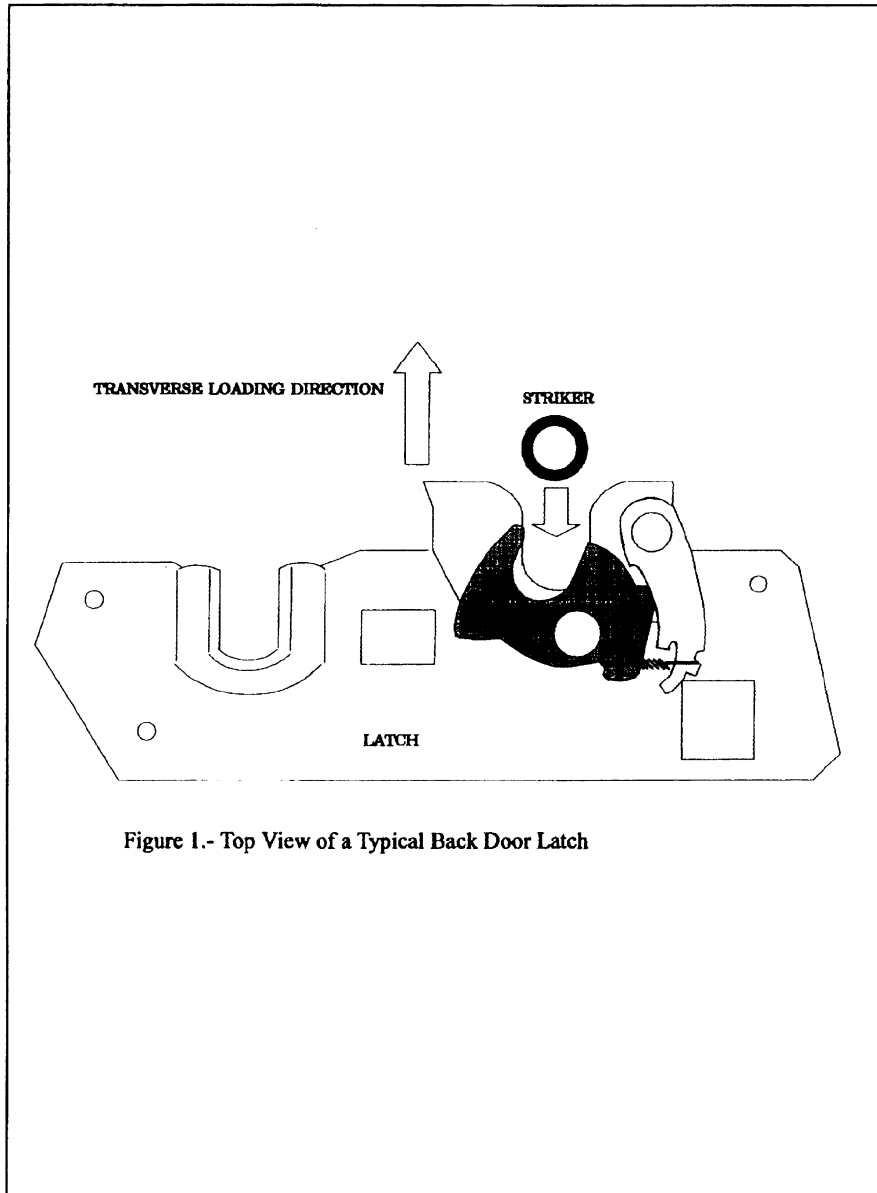 TRANSVERSE LOADING DIRECTION
STRIKER
LATCH
Figure 1.- Top View of a Typical Back Door Latch